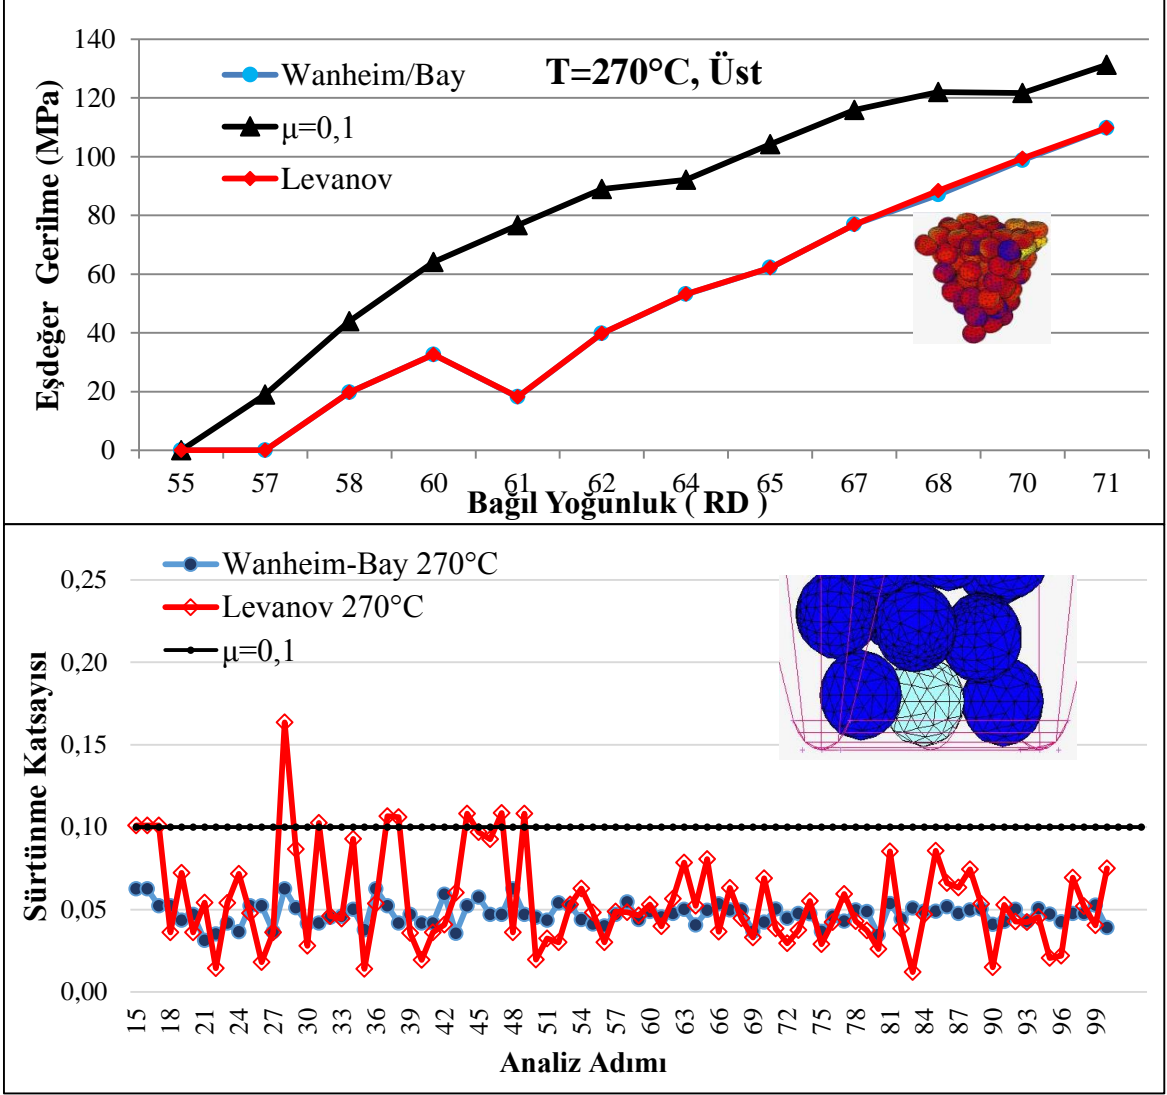 140
120
100
80
60
40
20
0
Eşdeğer Gerilme (MPa)
Wanheim/Bay
μ=0,1
Levanov
T=270°C, Üst
55 57 58 60 61 62 64 65 67 68 70 71
Bağıl Yoğunluk ( RD )
Wanheim-Bay 270°C
Levanov 270°C
μ=0,1
0,25
0,20
0,15
0,10
0,05
0,00
Sürtünme Katsayısı
15 18 21 24 27 30 33 36 39 42 45 48 51 54 57 60 63 66 69 72 75 78 81 84 87 90 93 96 99
Analiz Adımı